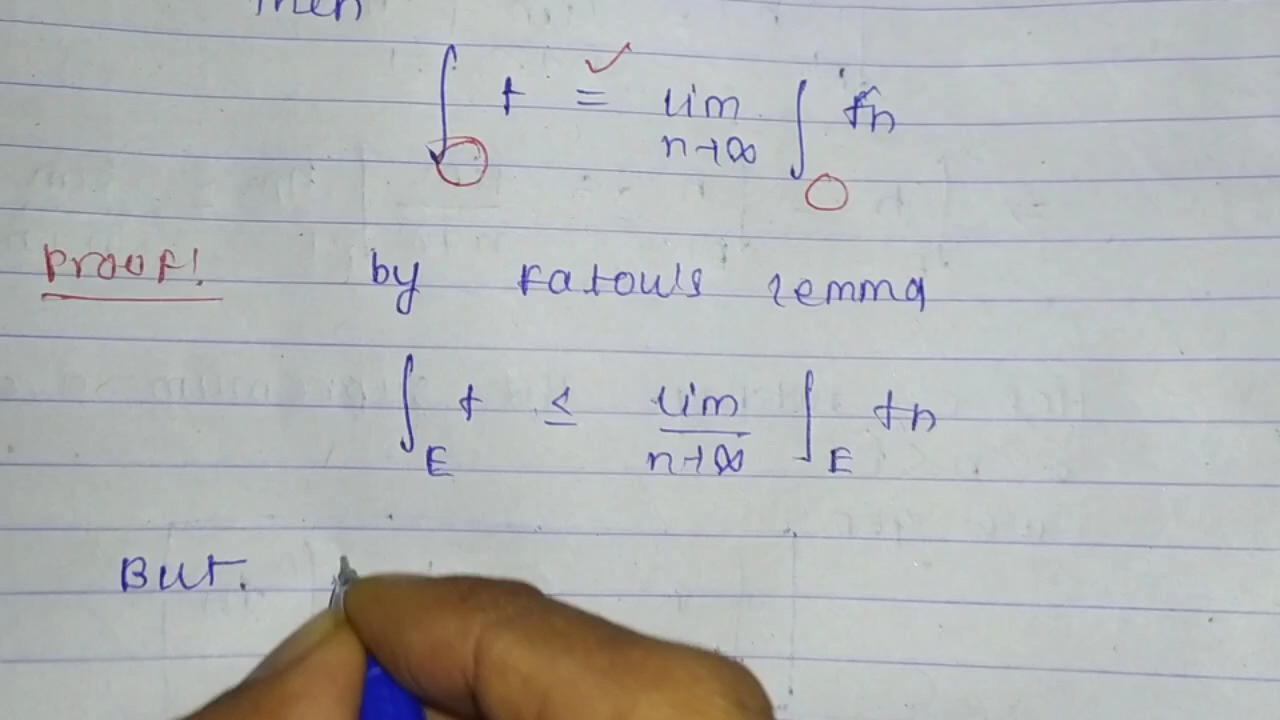 Then
∫ f = lim n→∞ ∫ fn
Proof! by Fatou's Lemma
∫E f ≤ lim n→∞ ∫E fn
But.